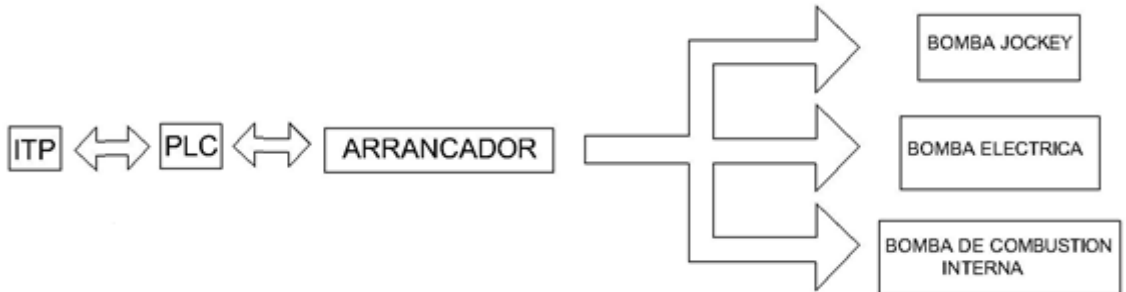 ITP
PLC
ARRANCADOR
BOMBA JOCKEY
BOMBA ELECTRICA
BOMBA DE COMBUSTION
INTERNA